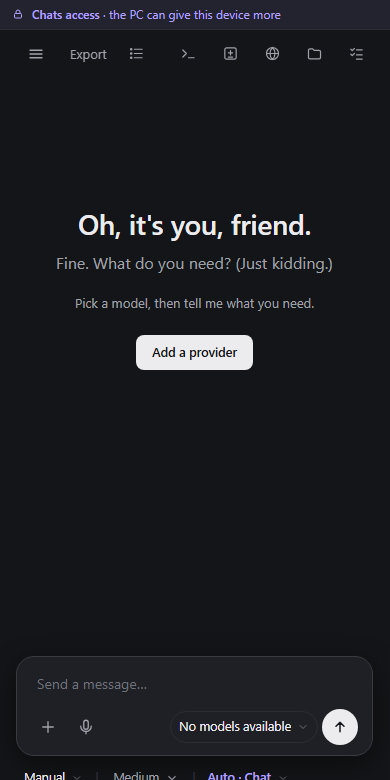 Chats access · the PC can give this device more
Export
Oh, it's you, friend.
Fine. What do you need? (Just kidding.)
Pick a model, then tell me what you need.
Add a provider
Send a message...
No models available
Manual
Medium
Auto · Chat